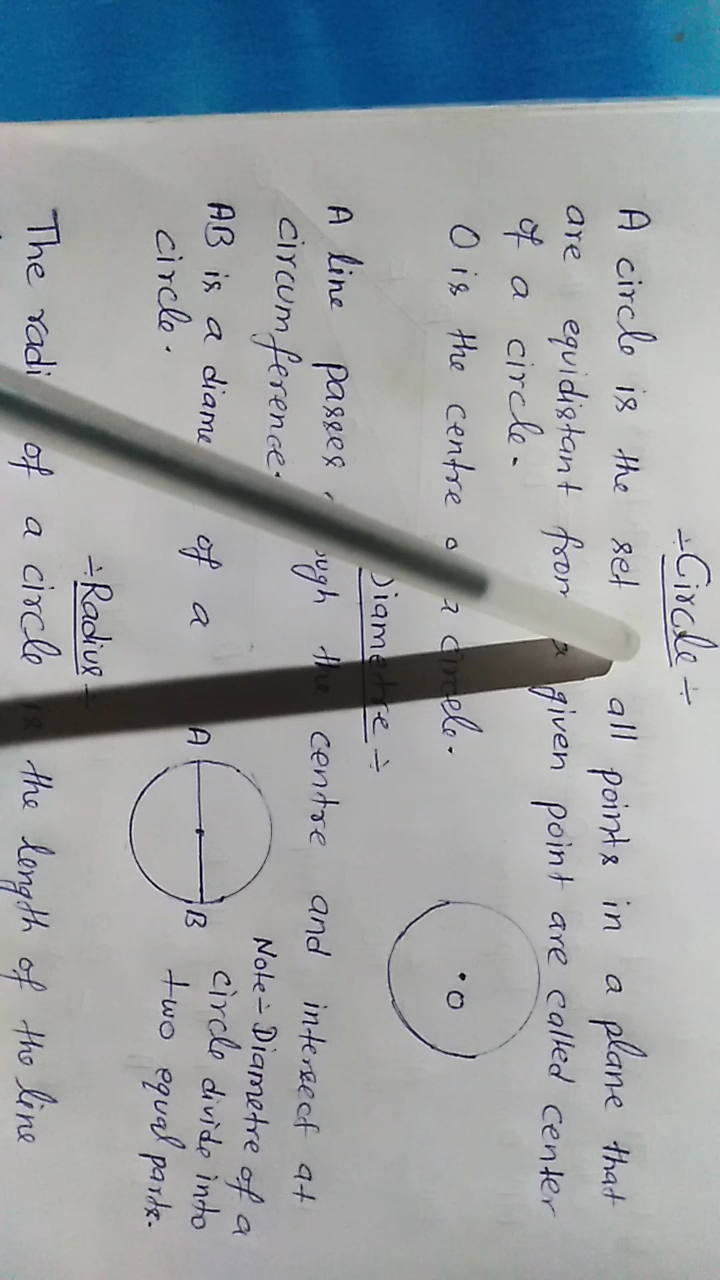 ÷Circle÷
A circle is the set all points in a plane that
are equidistant from a given point are called center
of a circle.
O is the centre a circle.
O
Diametre÷
A line passes the centre and intersect at
circumference.
AB is a of a
circle.
A
B
Note÷Diametre of a
circle divide into
two equal parts.
÷Radius÷
The of a circle is the length of the line